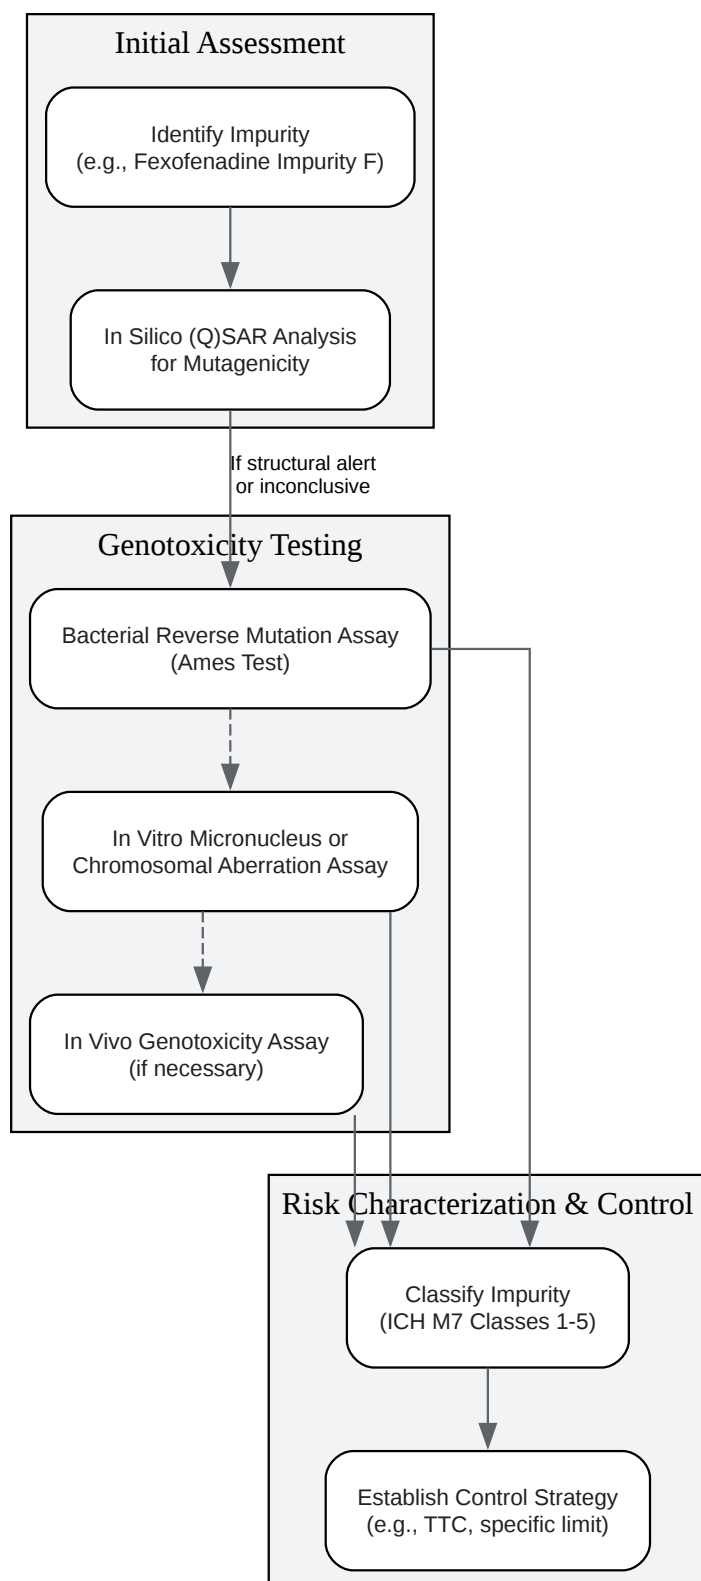 Initial Assessment
Identify Impurity
(e.g., Fexofenadine Impurity F)
In Silico (Q)SAR Analysis
for Mutagenicity
If structural alert
or inconclusive
Genotoxicity Testing
Bacterial Reverse Mutation Assay
(Ames Test)
In Vitro Micronucleus or
Chromosomal Aberration Assay
In Vivo Genotoxicity Assay
(if necessary)
Risk Characterization & Control
Classify Impurity
(ICH M7 Classes 1-5)
Establish Control Strategy
(e.g., TTC, specific limit)